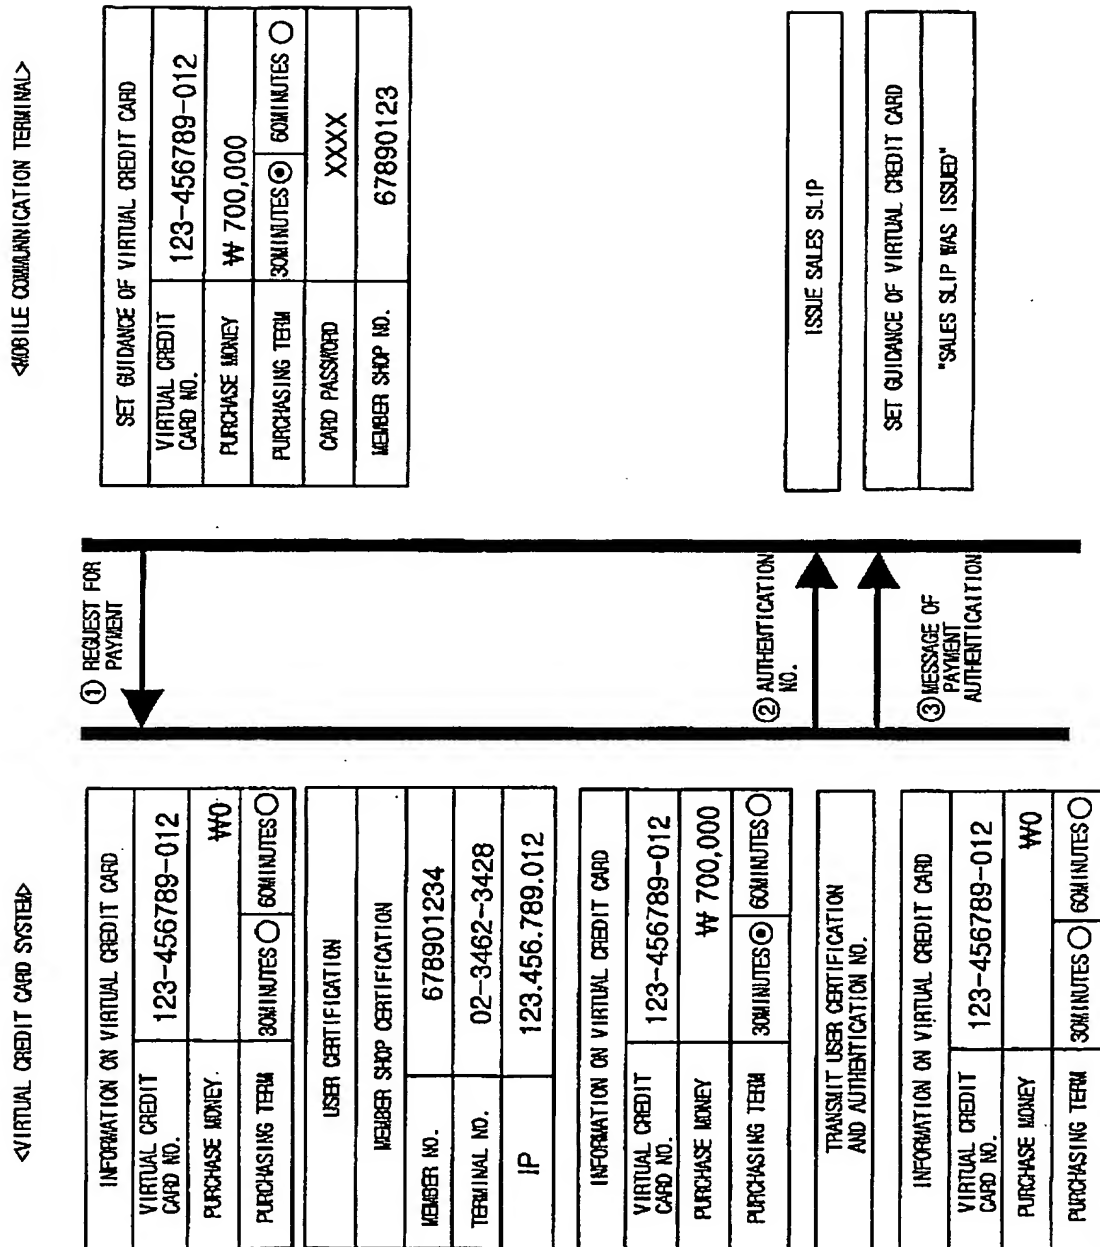 <VIRTUAL CREDIT CARD SYSTEM>
INFORMATION ON VIRTUAL CREDIT CARD
VIRTUAL CREDIT
CARD NO.
123-456789-012
PURCHASE MONEY
₩0
PURCHASING TERM
30MINUTES
60MINUTES
USER CERTIFICATION
MEMBER SHOP CERTIFICATION
MEMBER NO.
678901234
TERMINAL NO.
02-3462-3428
IP
123.456.789.012
INFORMATION ON VIRTUAL CREDIT CARD
VIRTUAL CREDIT
CARD NO.
123-456789-012
PURCHASE MONEY
₩ 700,000
PURCHASING TERM
30MINUTES
60MINUTES
TRANSMIT USER CERTIFICATION
AND AUTHENTICATION NO.
INFORMATION ON VIRTUAL CREDIT CARD
VIRTUAL CREDIT
CARD NO.
123-456789-012
PURCHASE MONEY
₩0
PURCHASING TERM
30MINUTES
60MINUTES
① REGUEST FOR
PAYMENT
② AUTHENTICATION
NO.
③ MESSAGE OF
PAYMENT
AUTHENTICAITION
<MOBILE COMMUNNICATION TERMINAL>
SET GUIDANCE OF VIRTUAL CREDIT CARD
VIRTUAL CREDIT
CARD NO.
123-456789-012
PURCHASE MONEY
₩ 700,000
PURCHASING TERM
30MINUTES
60MINUTES
CARD PASSWORD
XXXX
MEMBER SHOP NO.
67890123
ISSUE SALES SLIP
SET GUIDANCE OF VIRTUAL CREDIT CARD
"SALES SLIP WAS ISSUED"